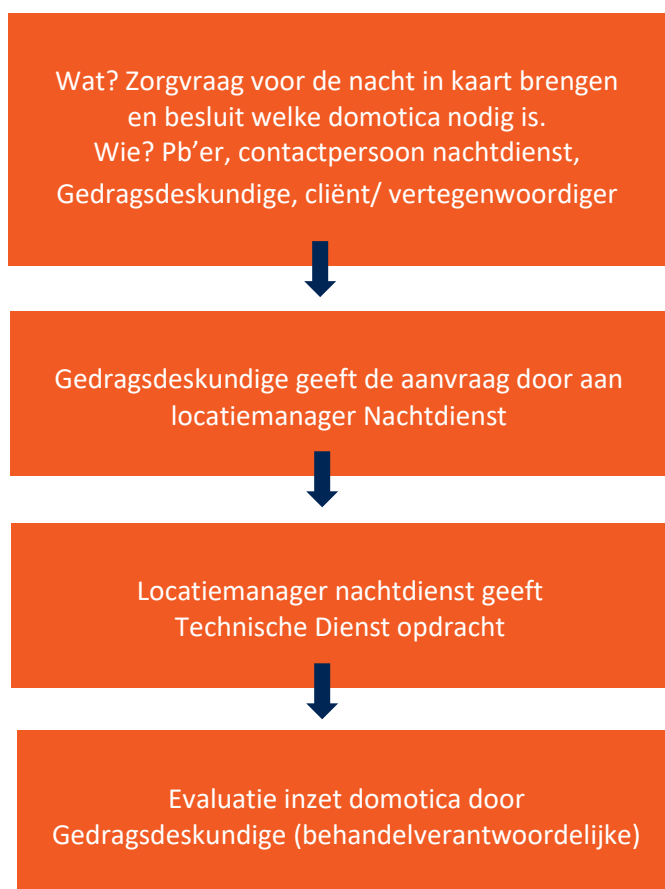 Wat? Zorgvraag voor de nacht in kaart brengen
en besluit welke domotica nodig is.
Wie? Pb’er, contactpersoon nachtdienst,
Gedragsdeskundige, cliënt/ vertegenwoordiger
Gedragsdeskundige geeft de aanvraag door aan
locatiemanager Nachtdienst
Locatiemanager nachtdienst geeft
Technische Dienst opdracht
Evaluatie inzet domotica door
Gedragsdeskundige (behandelverantwoordelijke)